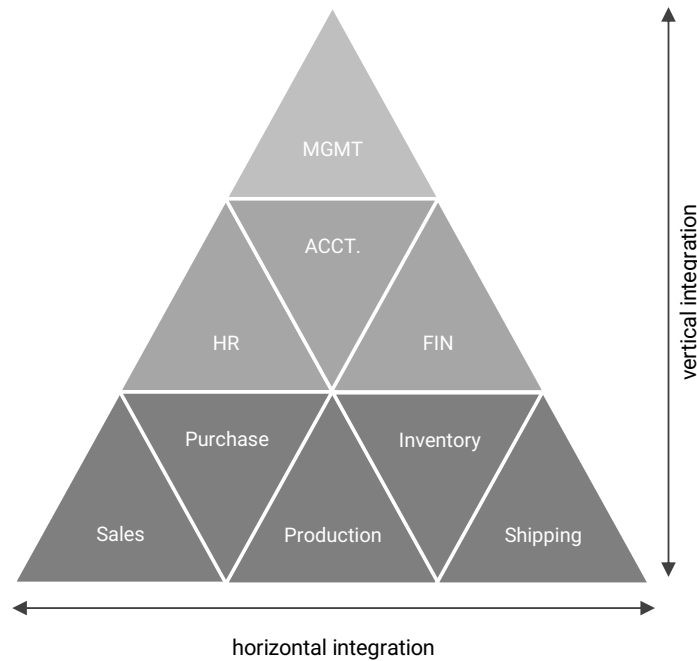 MGMT
ACCT.
HR
FIN
Purchase
Inventory
Sales
Production
Shipping
vertical integration
horizontal integration